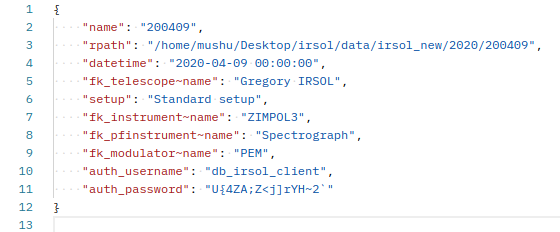 1 {
2 "name": "200409",
3 "rpath": "/home/mushu/Desktop/irsol/data/irsol_new/2020/200409",
4 "datetime": "2020-04-09 00:00:00",
5 "fk_telescope~name": "Gregory IRSOL",
6 "setup": "Standard setup",
7 "fk_instrument~name": "ZIMPOL3",
8 "fk_pfinstrument~name": "Spectrograph",
9 "fk_modulator~name": "PEM",
10 "auth_username": "db_irsol_client",
11 "auth_password": "U{4ZA;Z<j]rYH~2`"
12 }
13